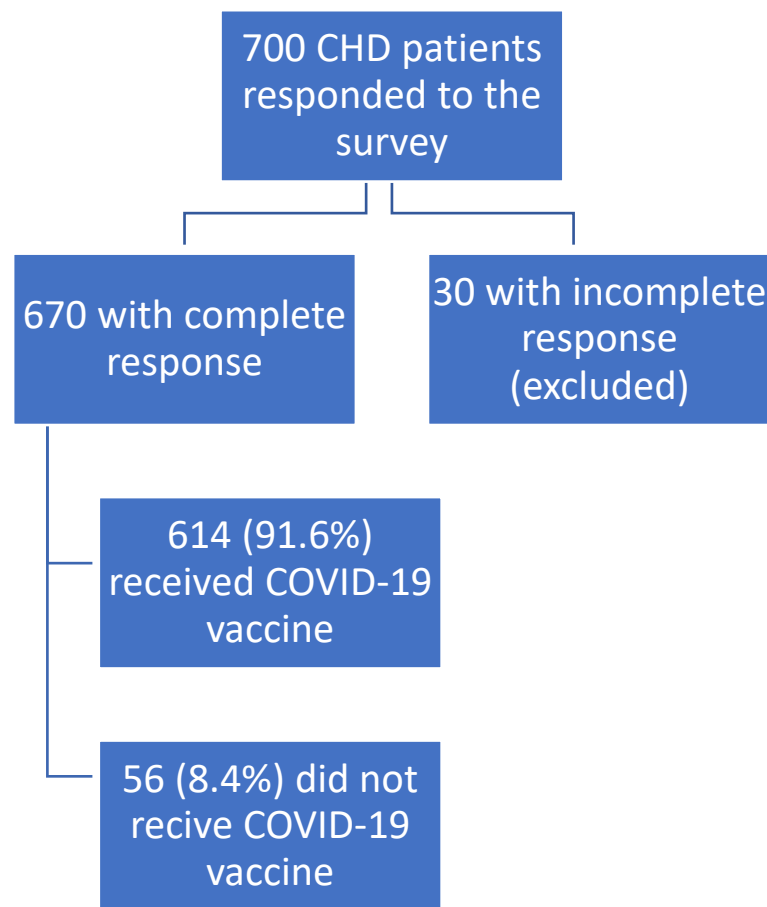 700 CHD patients
responded to the
survey
670 with complete
response
30 with incomplete
response
(excluded)
614 (91.6%)
received COVID-19
vaccine
56 (8.4%) did not
recive COVID-19
vaccine